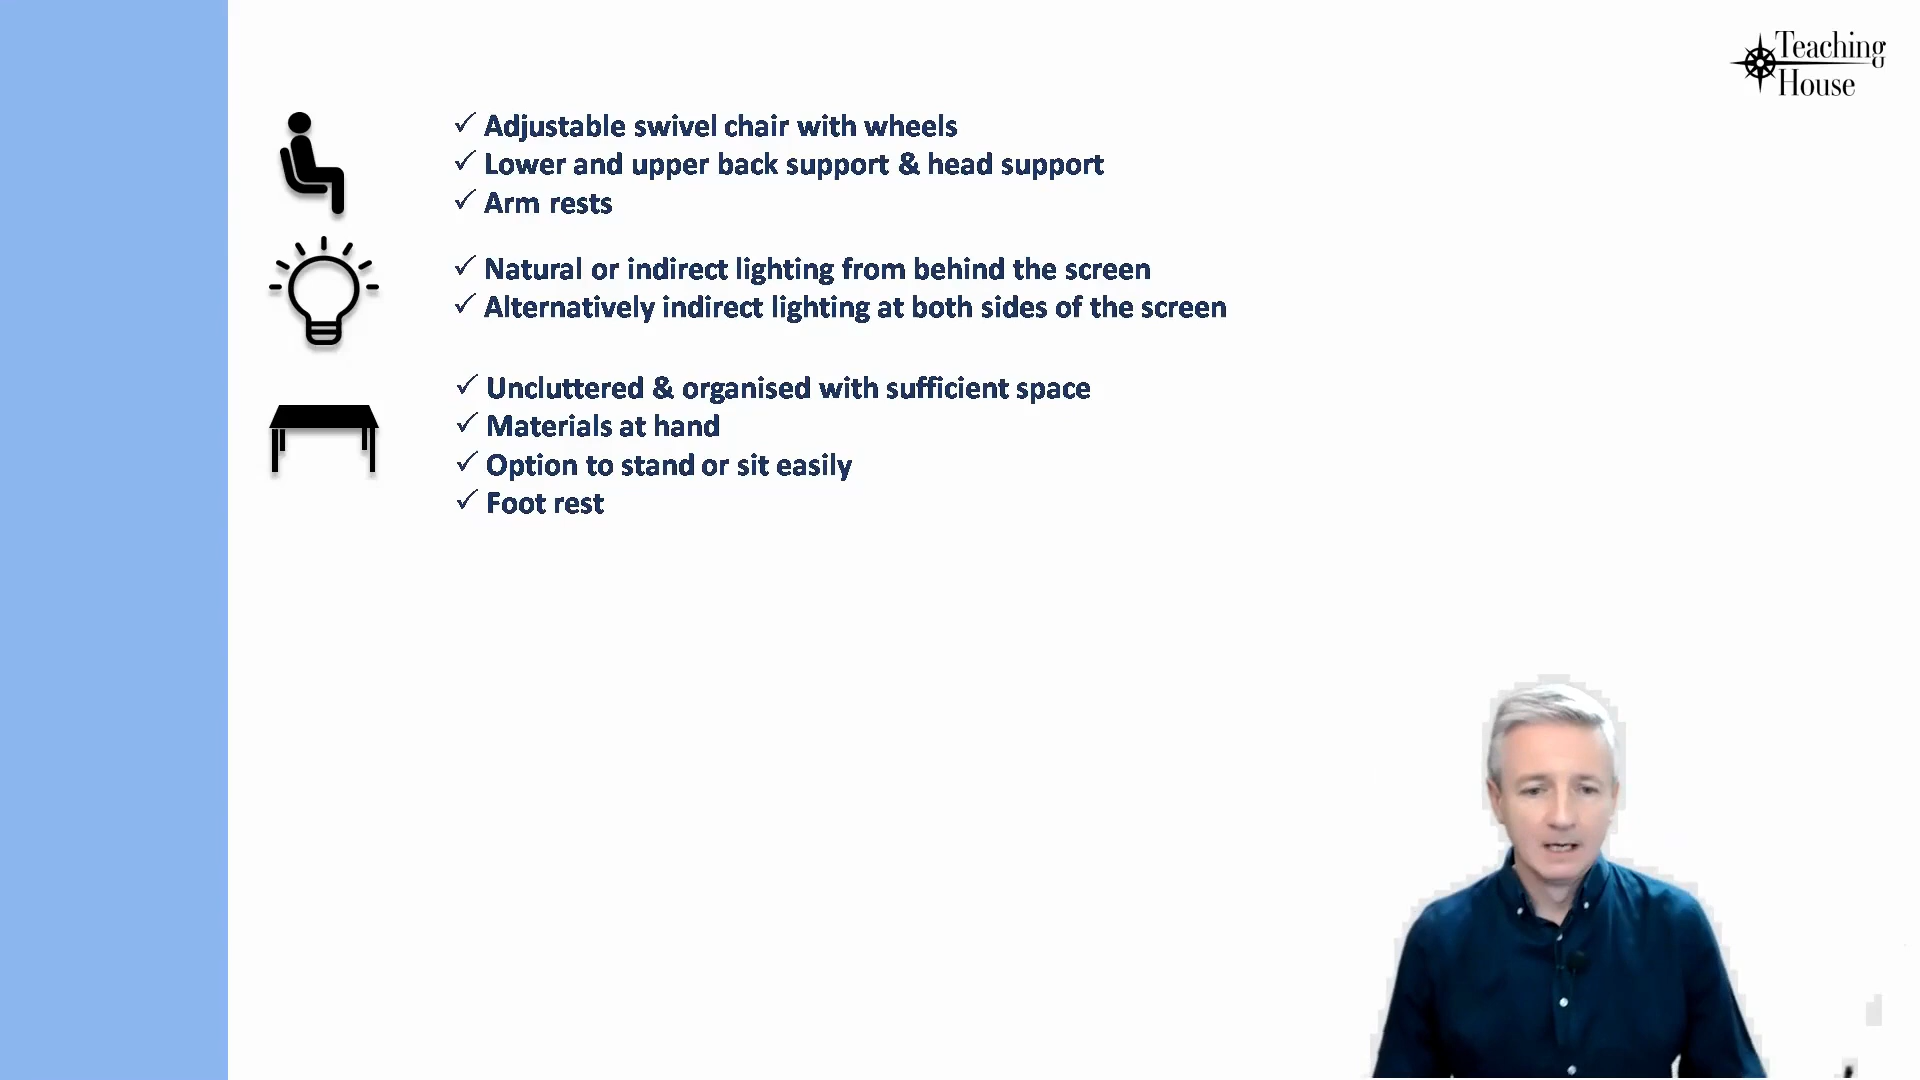 Teaching
House
✓ Adjustable swivel chair with wheels
✓ Lower and upper back support & head support
✓ Arm rests
✓ Natural or indirect lighting from behind the screen
✓ Alternatively indirect lighting at both sides of the screen
✓ Uncluttered & organised with sufficient space
✓ Materials at hand
✓ Option to stand or sit easily
✓ Foot rest